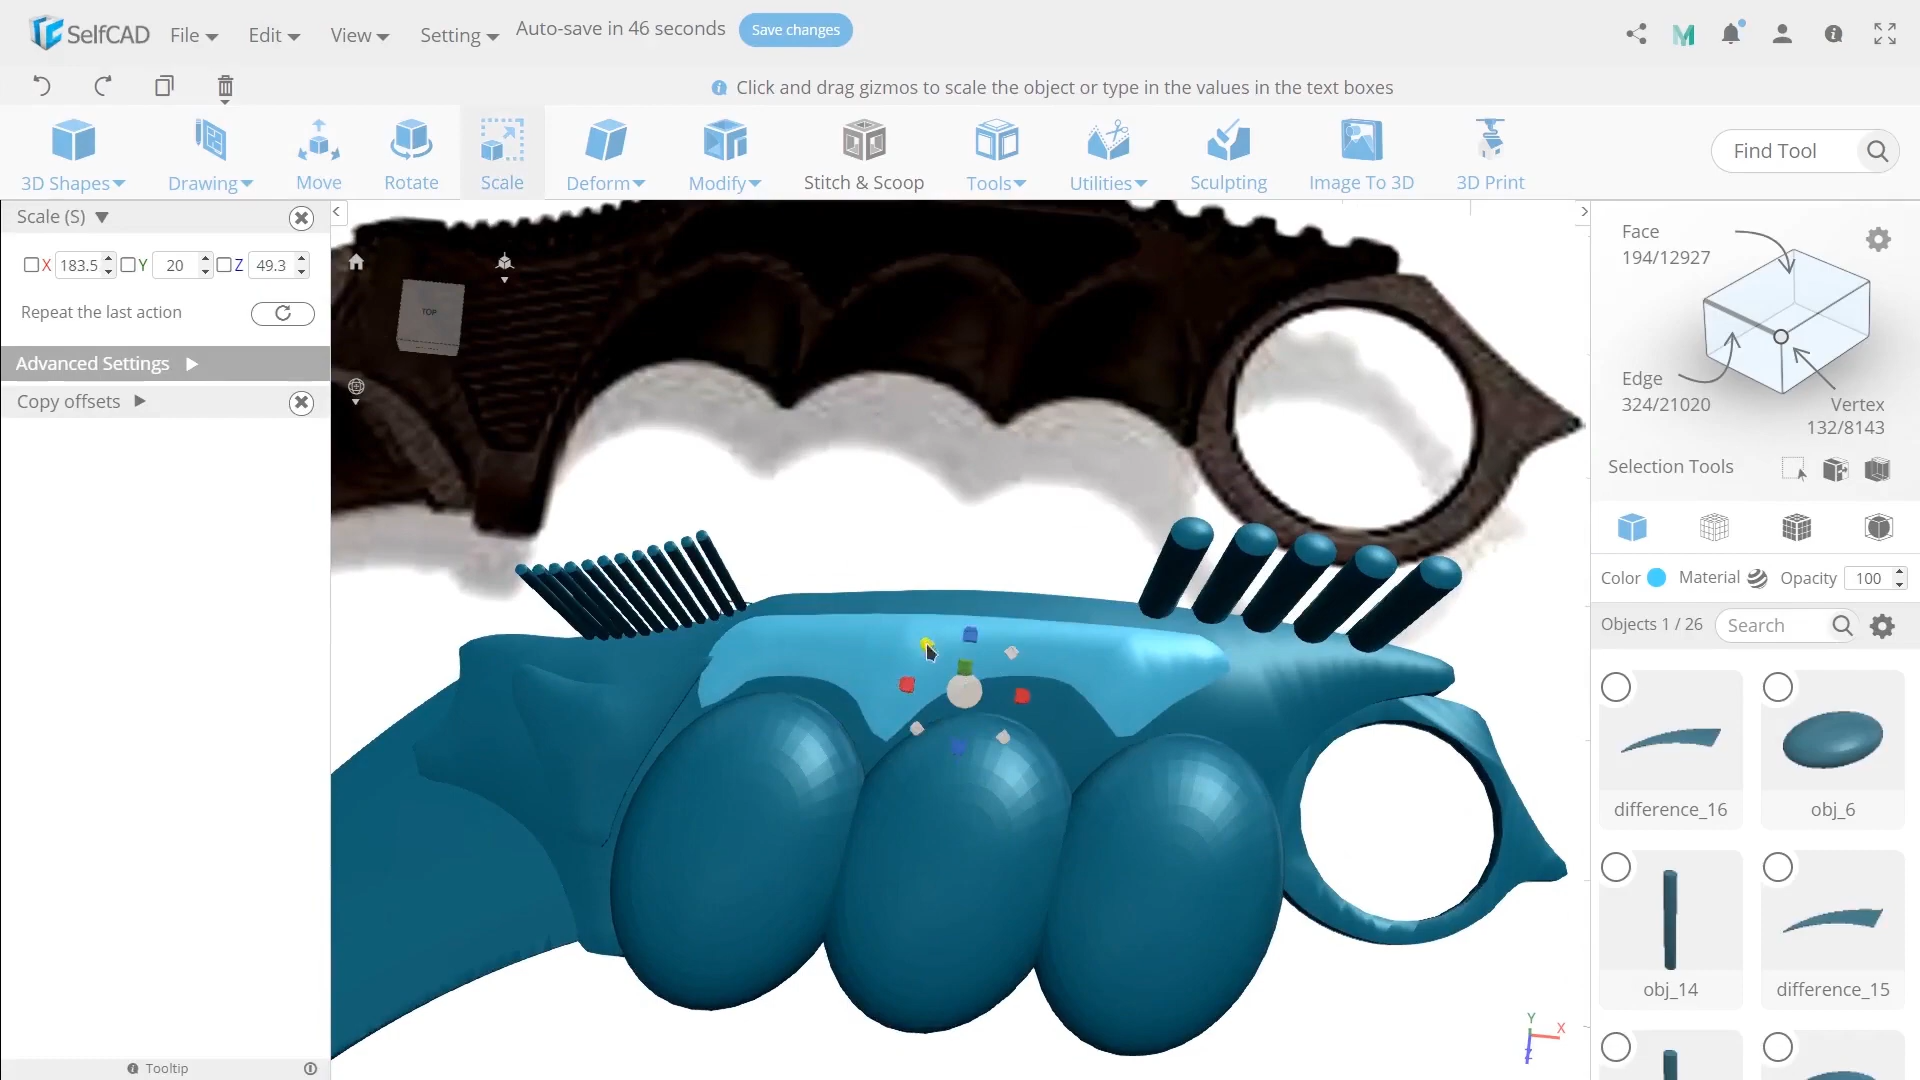 SelfCAD
File
Edit
View
Setting
Auto-save in 46 seconds
Save changes
Click and drag gizmos to scale the object or type in the values in the text boxes
3D Shapes
Drawing
Move
Rotate
Scale
Deform
Modify
Stitch & Scoop
Tools
Utilities
Sculpting
Image To 3D
3D Print
Find Tool
Scale (S)
X 183.5 Y 20 Z 49.3
Repeat the last action
Advanced Settings
Copy offsets
TOP
Face
194/12927
Edge
324/21020
Vertex
132/8143
Selection Tools
Color Material Opacity 100
Objects 1 / 26
Search
difference_16
obj_6
obj_14
difference_15
Y
X
Z
Tooltip